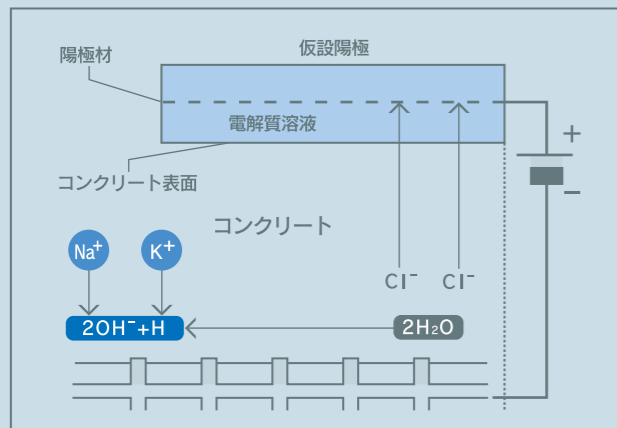 仮設陽極
陽極材
電解質溶液
+
−
コンクリート表面
コンクリート
Na+
K+
Cl−
Cl−
2OH−+H
2H₂O